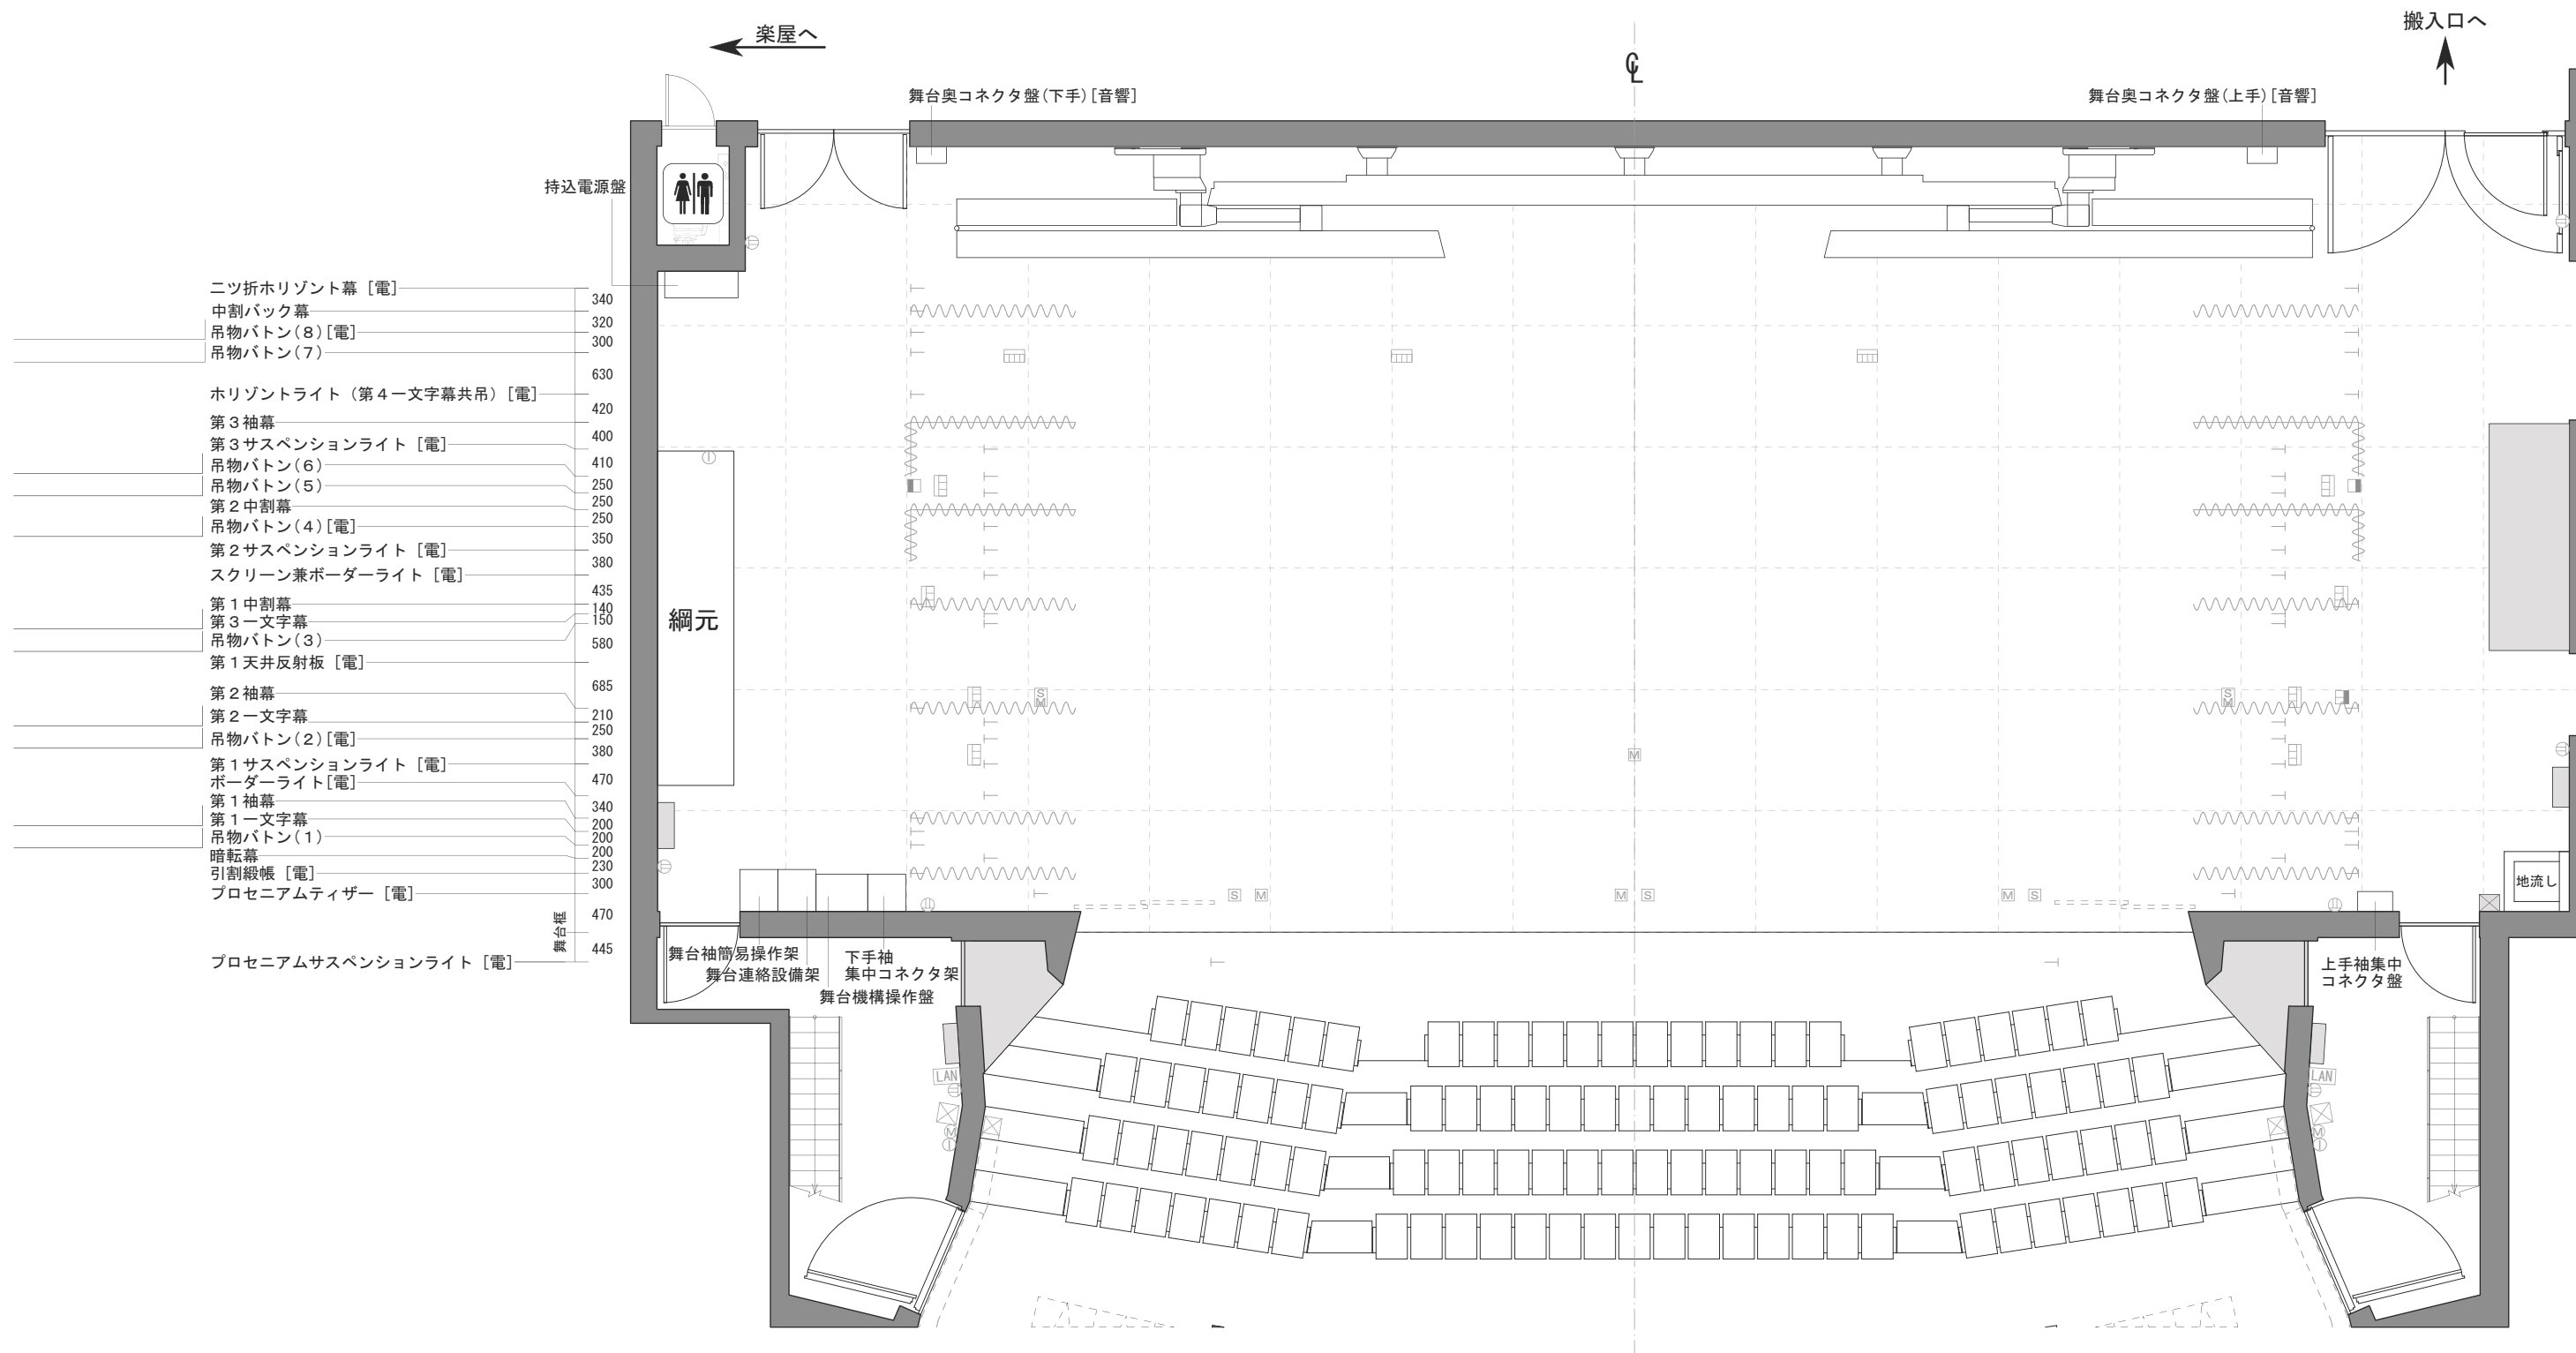 楽屋へ
搬入口へ
℄
舞台奥コネクタ盤(下手)[音響]
舞台奥コネクタ盤(上手)[音響]
持込電源盤
二ツ折ホリゾント幕 [電]
340
中割バック幕
320
吊物バトン(8)[電]
300
吊物バトン(7)
630
ホリゾントライト (第4一文字幕共吊) [電]
420
第3袖幕
400
第3サスペンションライト [電]
410
吊物バトン(6)
250
吊物バトン(5)
250
第2中割幕
250
吊物バトン(4)[電]
350
第2サスペンションライト [電]
380
スクリーン兼ボーダーライト [電]
435
第1中割幕
140
第3一文字幕
150
吊物バトン(3)
580
第1天井反射板 [電]
685
第2袖幕
210
第2一文字幕
250
吊物バトン(2)[電]
380
第1サスペンションライト [電]
470
ボーダーライト[電]
340
第1袖幕
200
第1一文字幕
200
吊物バトン(1)
200
暗転幕
230
引割緞帳 [電]
300
プロセニアムティザー [電]
470
舞台框
445
プロセニアムサスペンションライト [電]
綱元
S
M
S
M
M
S
M
M
S
M
S
地流し
舞台袖簡易操作架
舞台連絡設備架
舞台機構操作盤
下手袖
集中コネクタ架
上手袖集中
コネクタ盤
LAN
M
LAN
M